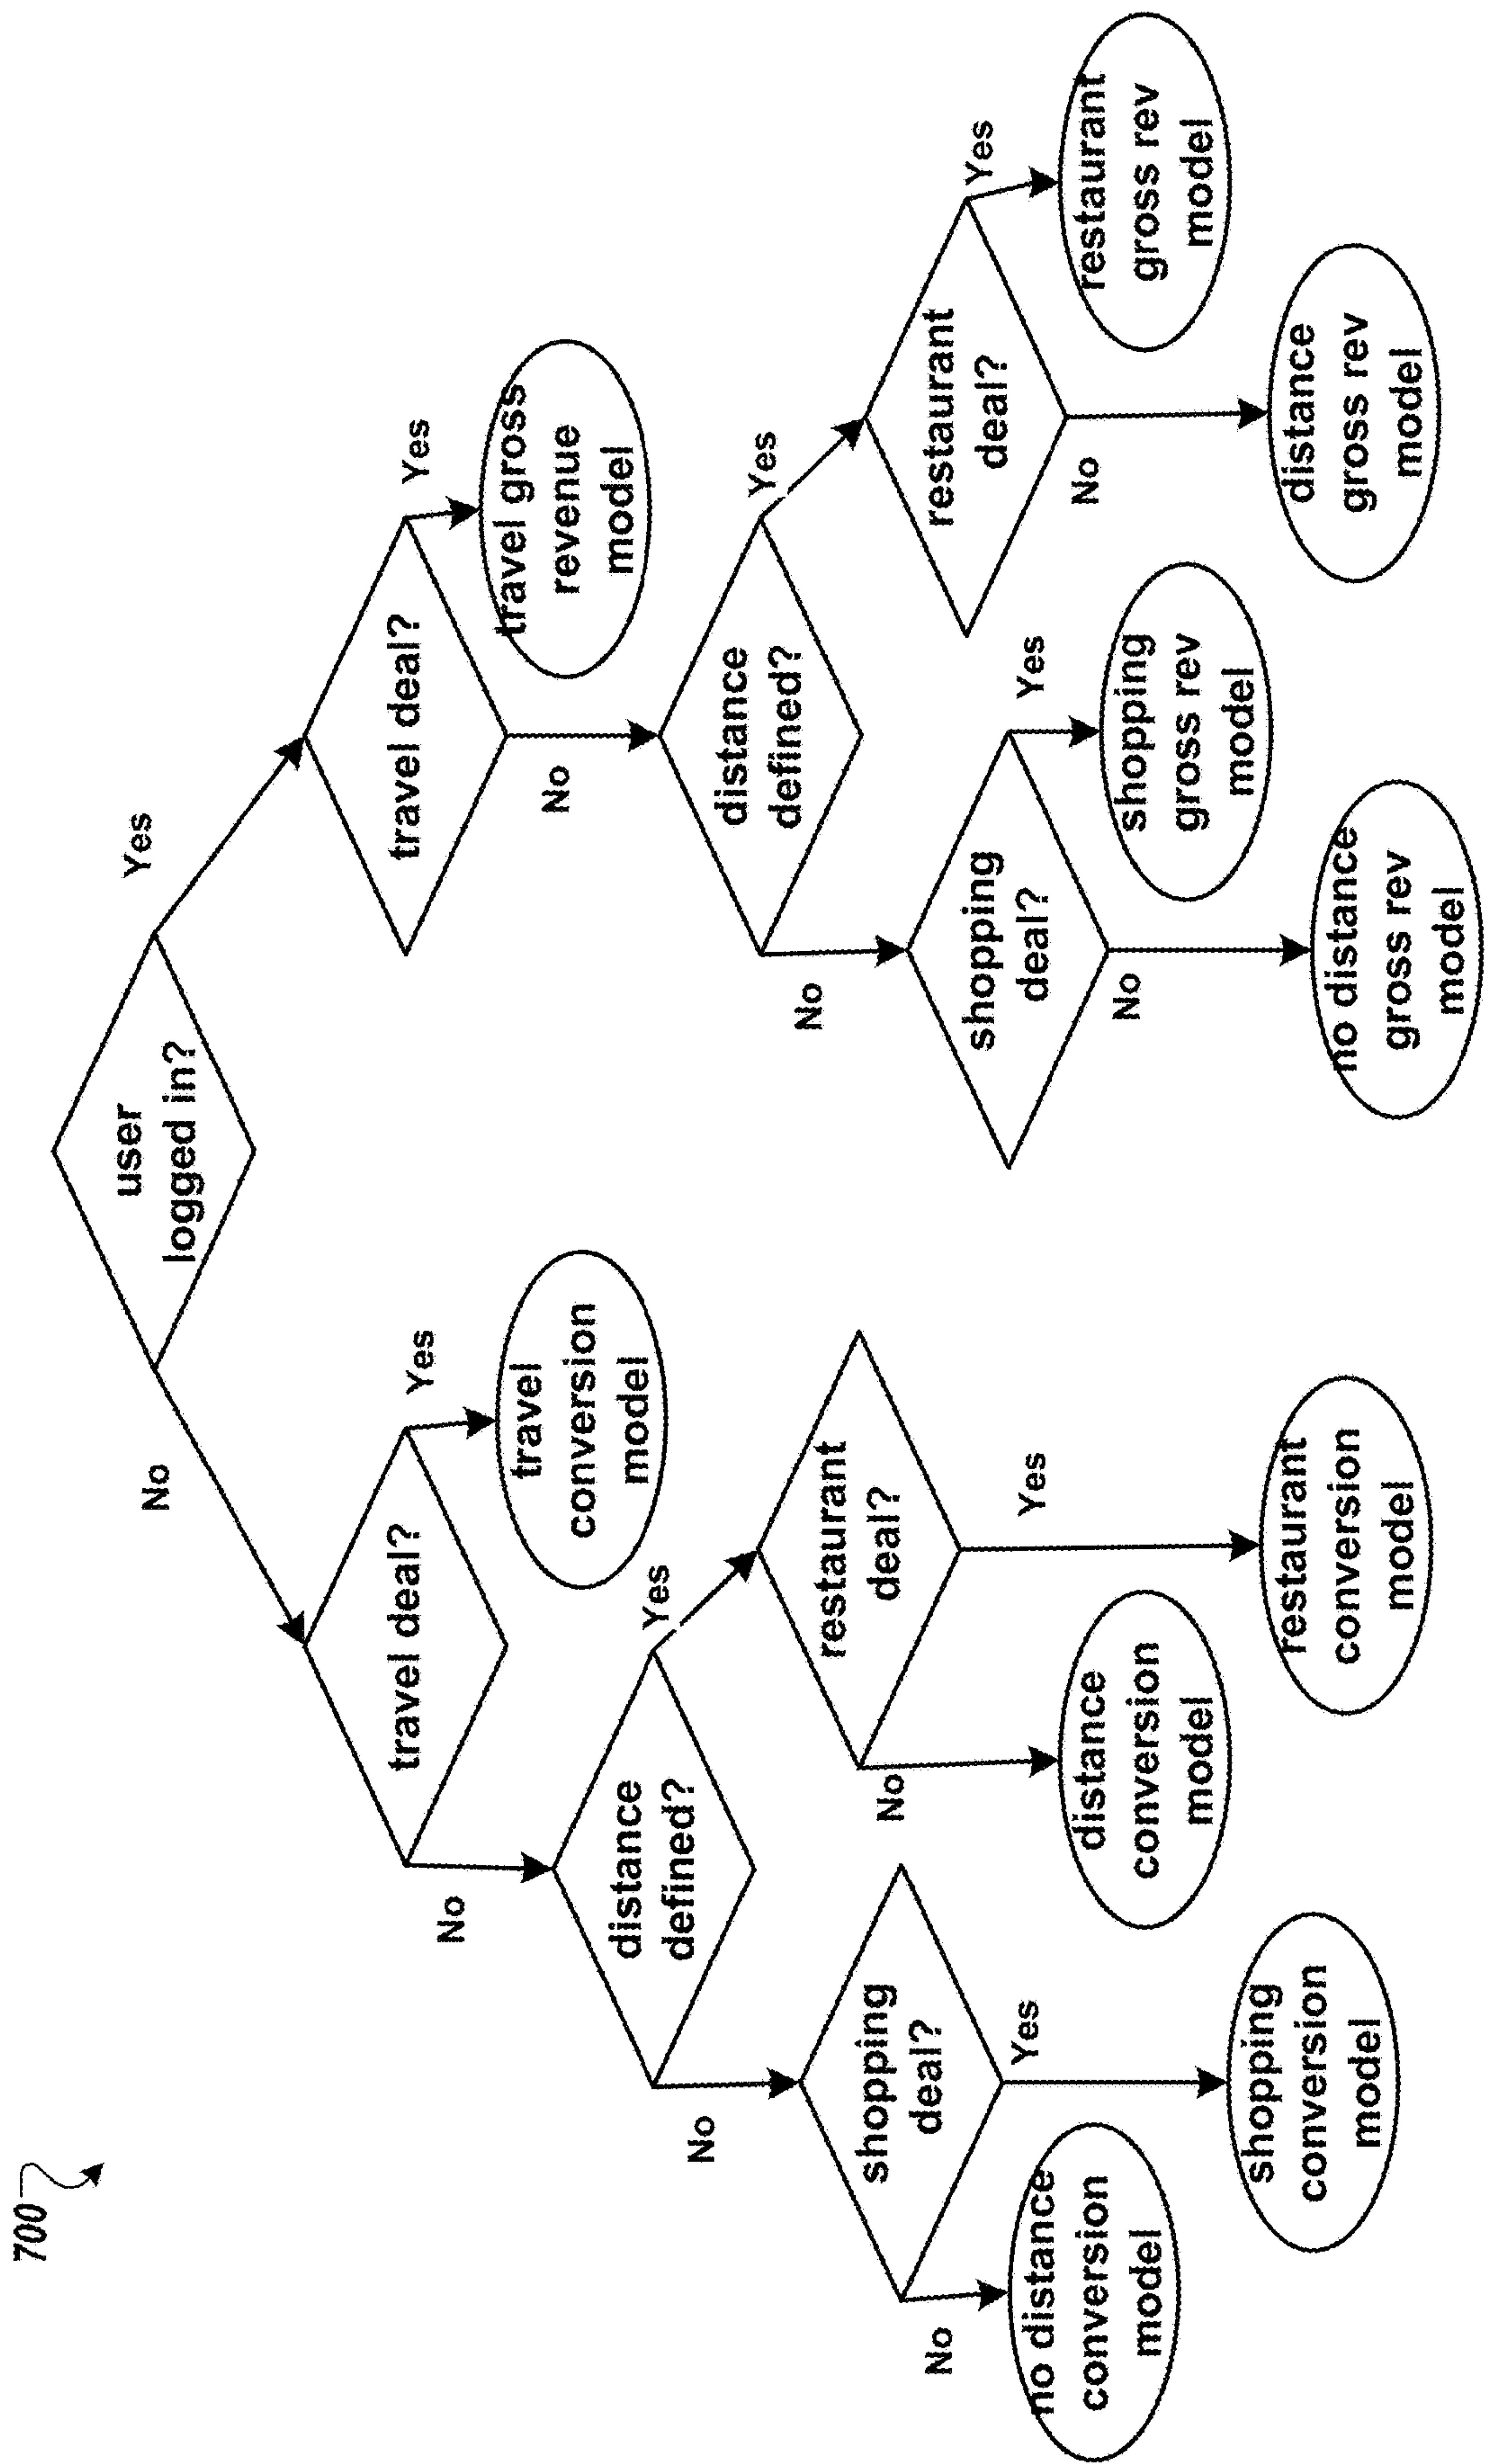 700
user
logged in?
No
Yes
travel deal?
Yes
travel
conversion
model
No
distance
defined?
Yes
restaurant
deal?
No
distance
conversion
model
Yes
restaurant
conversion
model
No
shopping
deal?
No
no distance
conversion
model
Yes
shopping
conversion
model
travel deal?
Yes
travel gross
revenue
model
No
distance
defined?
Yes
restaurant
deal?
Yes
restaurant
gross rev
model
No
distance
gross rev
model
No
shopping
deal?
Yes
shopping
gross rev
model
No
no distance
gross rev
model